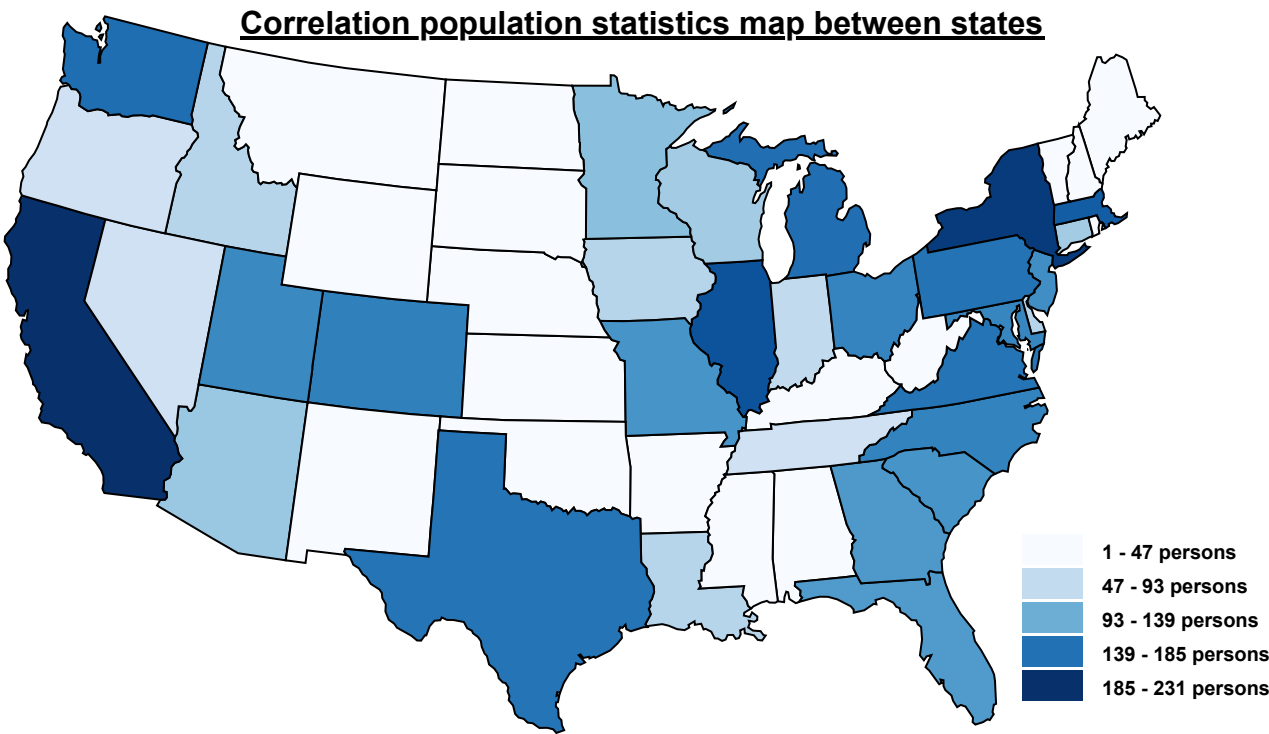 Correlation population statistics map between states
1 - 47 persons
47 - 93 persons
93 - 139 persons
139 - 185 persons
185 - 231 persons